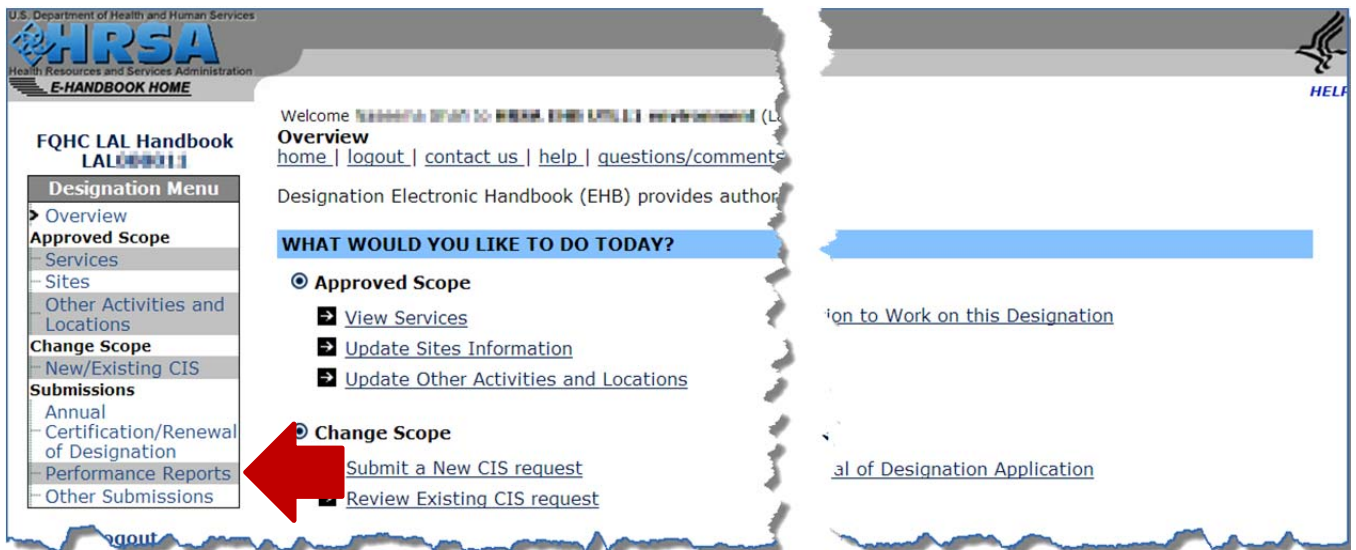 U.S. Department of Health and Human Services
HRSA
Health Resources and Services Administration
E-HANDBOOK HOME
HELP
FQHC LAL Handbook
LAL
Designation Menu
Overview
Approved Scope
Services
Sites
Other Activities and
Locations
Change Scope
New/Existing CIS
Submissions
Annual
Certification/Renewal
of Designation
Performance Reports
Other Submissions
ogout
Welcome
Overview
home | logout | contact us | help | questions/comments
Designation Electronic Handbook (EHB) provides author
WHAT WOULD YOU LIKE TO DO TODAY?
Approved Scope
View Services
Update Sites Information
Update Other Activities and Locations
Change Scope
Submit a New CIS request
Review Existing CIS request
ion to Work on this Designation
al of Designation Application